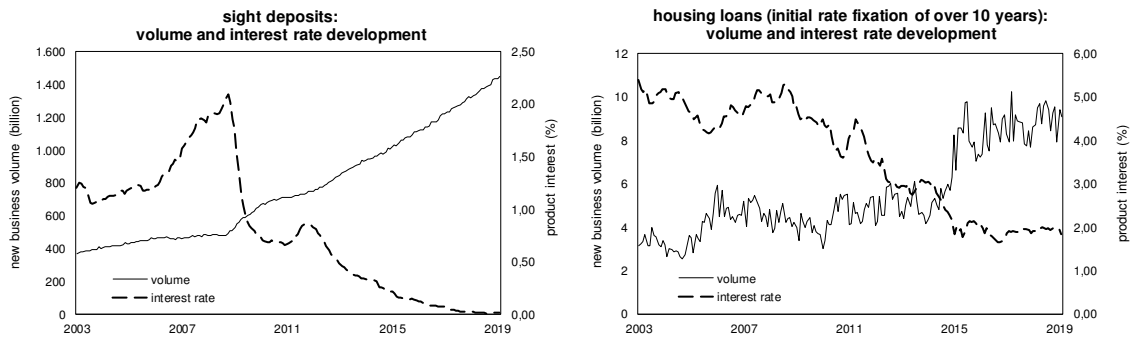 sight deposits:
volume and interest rate development
new business volume (billion)
1.600
1.400
1.200
1.000
800
600
400
200
0
2,50
2,00
1,50
1,00
0,50
0,00
product interest (%)
volume
interest rate
2003 2007 2011 2015 2019
housing loans (initial rate fixation of over 10 years):
volume and interest rate development
new business volume (billion)
12
10
8
6
4
2
0
6,00
5,00
4,00
3,00
2,00
1,00
0,00
product interest (%)
volume
interest rate
2003 2007 2011 2015 2019